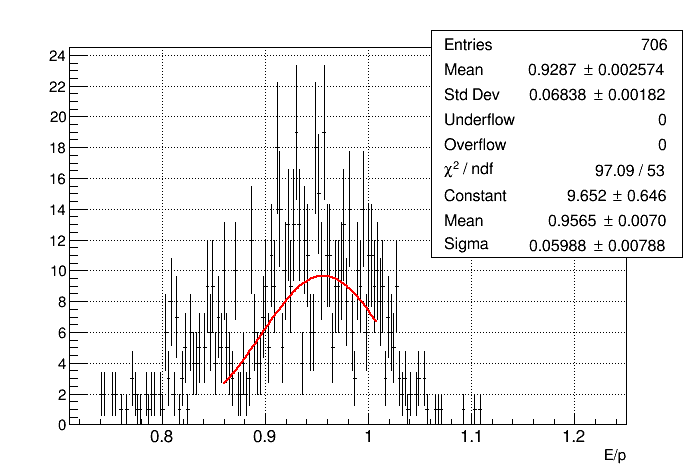 Entries 706
Mean 0.9287 ± 0.002574
Std Dev 0.06838 ± 0.00182
Underflow 0
Overflow 0
χ² / ndf 97.09 / 53
Constant 9.652 ± 0.646
Mean 0.9565 ± 0.0070
Sigma 0.05988 ± 0.00788
24
22
20
18
16
14
12
10
8
6
4
2
0
0.8 0.9 1 1.1 1.2
E/p